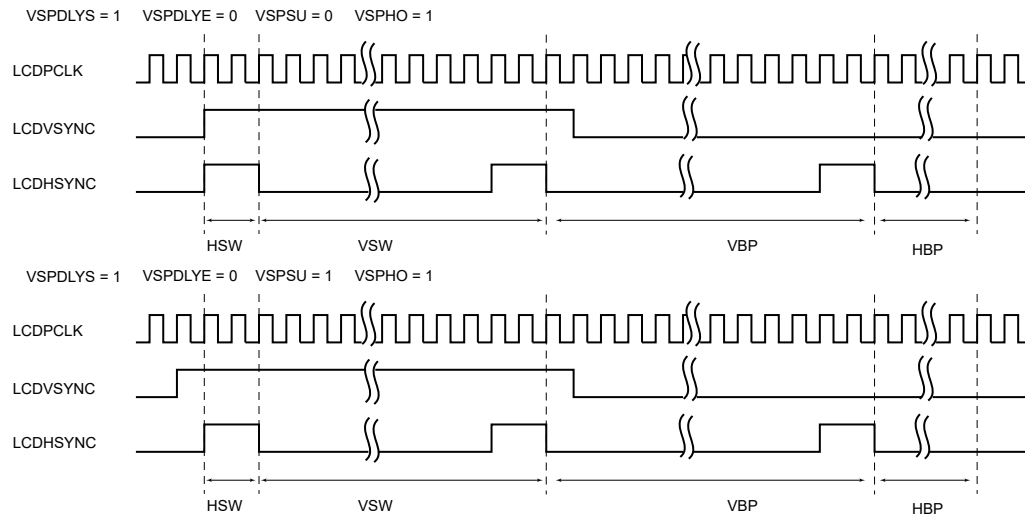 VSPDLYS = 1 VSPDLYE = 0 VSPSU = 0 VSPHO = 1
LCDPCLK
LCDVSYNC
LCDHSYNC
HSW VSW VBP HBP
VSPDLYS = 1 VSPDLYE = 0 VSPSU = 1 VSPHO = 1
LCDPCLK
LCDVSYNC
LCDHSYNC
HSW VSW VBP HBP